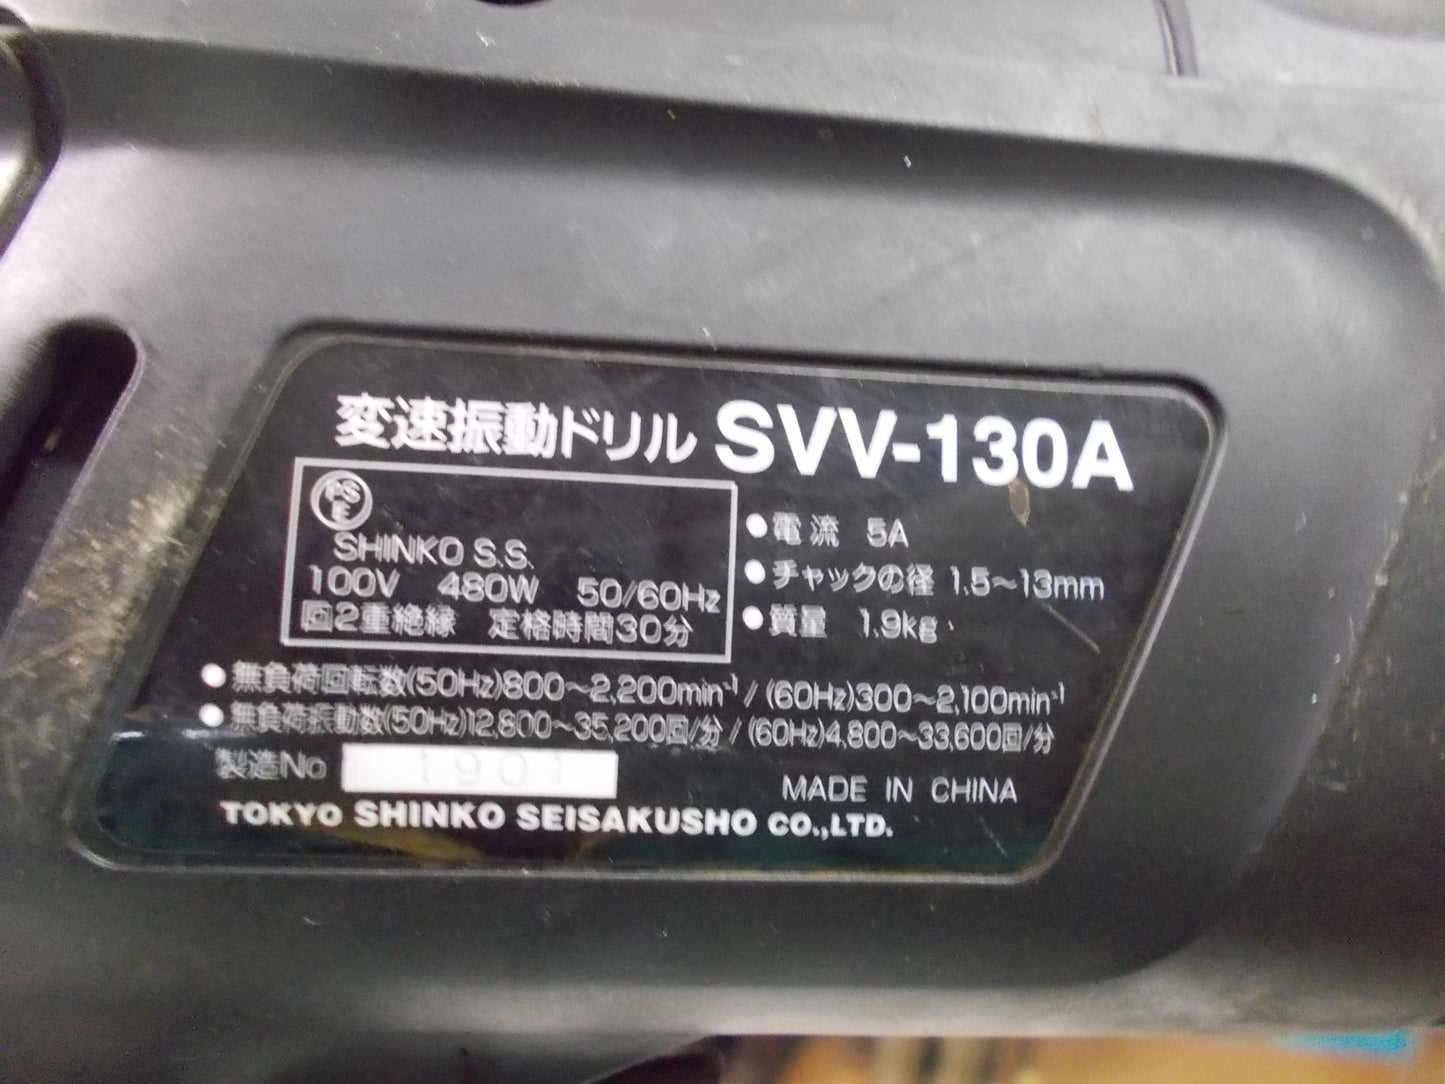 変速振動ドリル SVV-130A
PS
E
SHINKO S.S.
100V 480W 50/60Hz
回2重絶縁 定格時間30分
●電流 5A
●チャックの径 1.5～13mm
●質量 1.9kg
●無負荷回転数(50Hz)800～2,200min⁻¹ / (60Hz)300～2,100min⁻¹
●無負荷振動数(50Hz)12,800～35,200回/分 / (60Hz)4,800～33,600回/分
製造No 1901
MADE IN CHINA
TOKYO SHINKO SEISAKUSHO CO.,LTD.